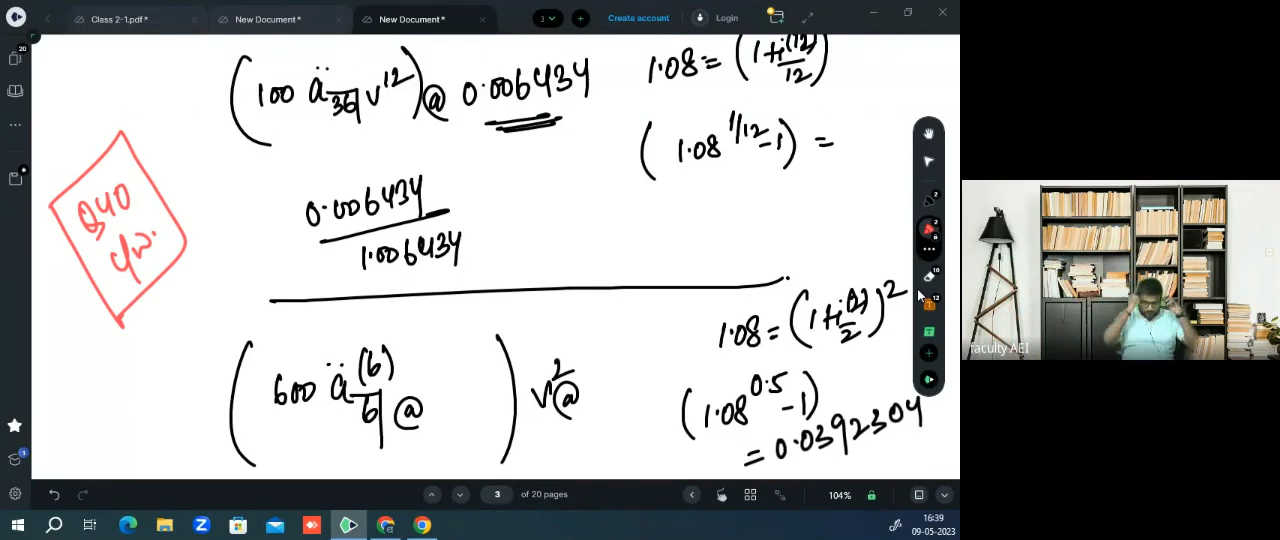 Class 2-1.pdf*
New Document*
New Document*
3
Create account
Login
(100 ä36| v^12) @ 0.006434
1.08 = (1+i^(12)/12)
(1.08^1/12 - 1) =
0.006434
1.006434
Q40
c/w.
1.08 = (1+i^(2)/2)^2
(600 ä^(6) 6| @ ) v^2 @
(1.08^0.5 - 1)
= 0.0392304
faculty AEI
3 of 20 pages
104%
16:39
09-05-2023